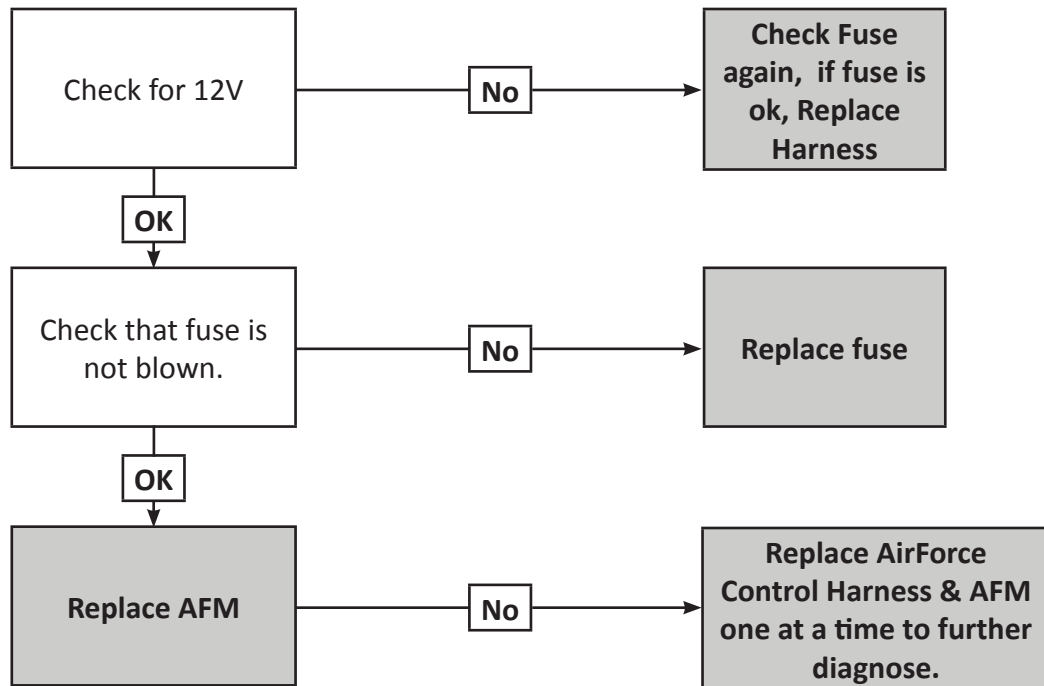 Check for 12V
No
Check Fuse
again,  if fuse is
ok, Replace
Harness
OK
Check that fuse is
not blown.
No
Replace fuse
OK
Replace AFM
No
Replace AirForce
Control Harness & AFM
one at a time to further
diagnose.